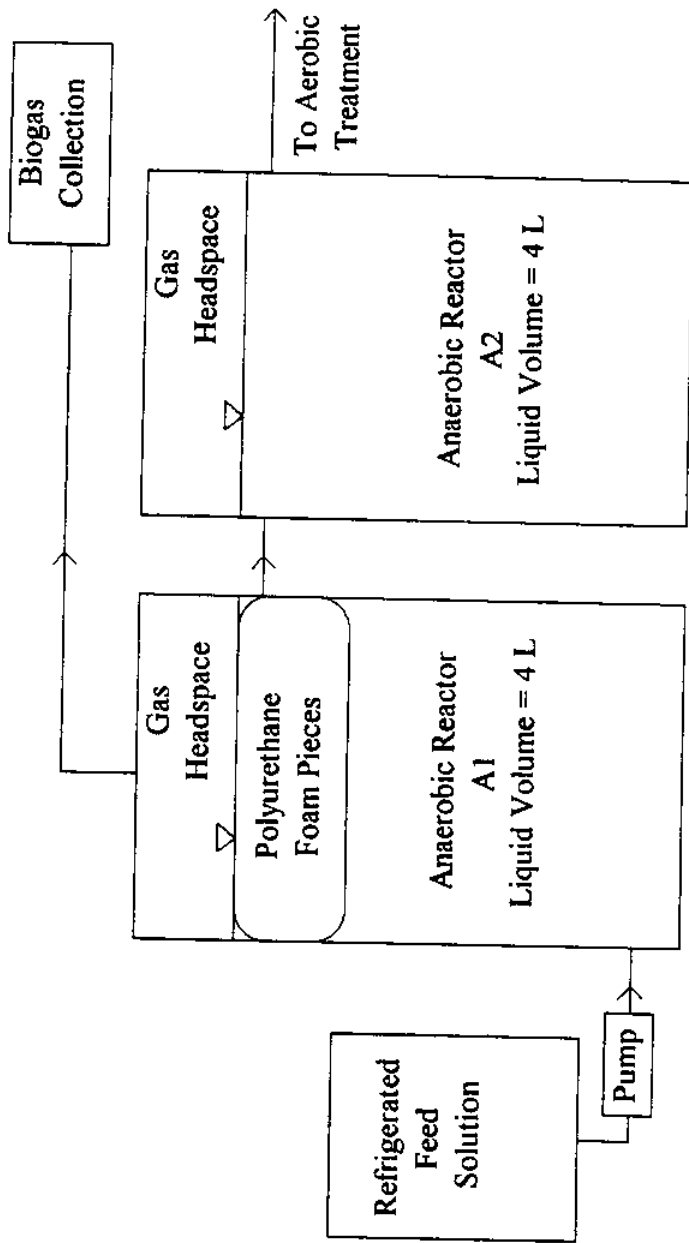 Refrigerated
Feed
Solution
Pump
Gas
Headspace
Polyurethane
Foam Pieces
Anaerobic Reactor
A1
Liquid Volume = 4 L
Gas
Headspace
Anaerobic Reactor
A2
Liquid Volume = 4 L
Biogas
Collection
To Aerobic
Treatment